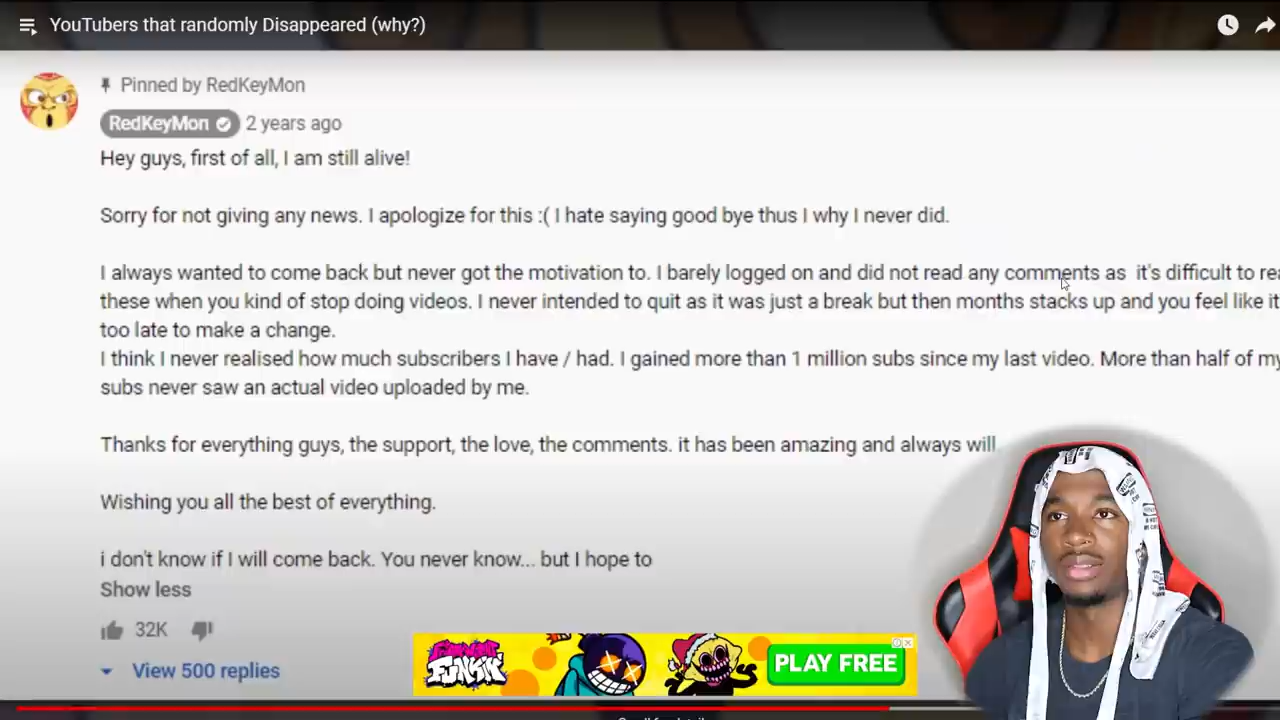 YouTubers that randomly Disappeared (why?)
Pinned by RedKeyMon
RedKeyMon 2 years ago
Hey guys, first of all, I am still alive!
Sorry for not giving any news. I apologize for this :( I hate saying good bye thus I why I never did.
I always wanted to come back but never got the motivation to. I barely logged on and did not read any comments as it's difficult to rea
these when you kind of stop doing videos. I never intended to quit as it was just a break but then months stacks up and you feel like it
too late to make a change.
I think I never realised how much subscribers I have / had. I gained more than 1 million subs since my last video. More than half of my
subs never saw an actual video uploaded by me.
Thanks for everything guys, the support, the love, the comments. it has been amazing and always will.
Wishing you all the best of everything.
i don't know if I will come back. You never know... but I hope to
Show less
32K
FRIDAY NIGHT
FUNKIN'
PLAY FREE
View 500 replies